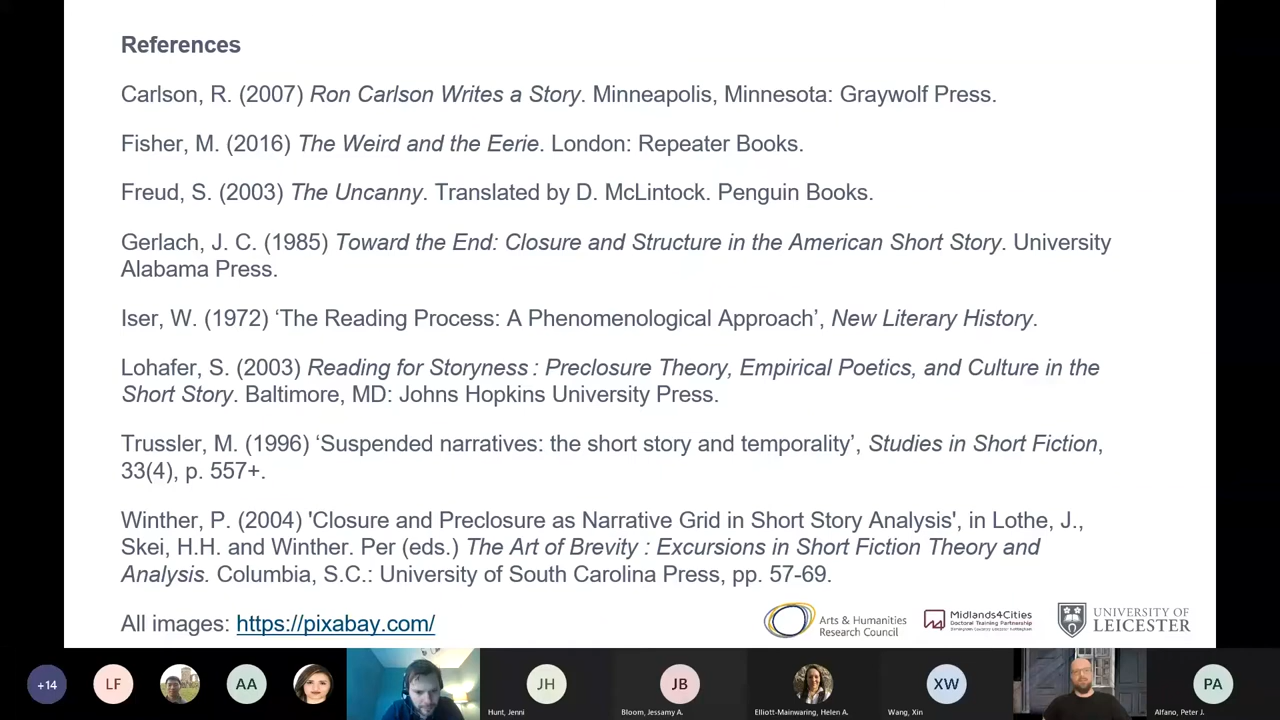 References
Carlson, R. (2007) Ron Carlson Writes a Story. Minneapolis, Minnesota: Graywolf Press.
Fisher, M. (2016) The Weird and the Eerie. London: Repeater Books.
Freud, S. (2003) The Uncanny. Translated by D. McLintock. Penguin Books.
Gerlach, J. C. (1985) Toward the End: Closure and Structure in the American Short Story. University
Alabama Press.
Iser, W. (1972) ‘The Reading Process: A Phenomenological Approach’, New Literary History.
Lohafer, S. (2003) Reading for Storyness : Preclosure Theory, Empirical Poetics, and Culture in the
Short Story. Baltimore, MD: Johns Hopkins University Press.
Trussler, M. (1996) ‘Suspended narratives: the short story and temporality’, Studies in Short Fiction,
33(4), p. 557+.
Winther, P. (2004) 'Closure and Preclosure as Narrative Grid in Short Story Analysis', in Lothe, J.,
Skei, H.H. and Winther. Per (eds.) The Art of Brevity : Excursions in Short Fiction Theory and
Analysis. Columbia, S.C.: University of South Carolina Press, pp. 57-69.
All images: https://pixabay.com/
Arts & Humanities
Research Council
Midlands4Cities
Doctoral Training Partnership
UNIVERSITY OF
LEICESTER
+14
LF
AA
JH
JB
XW
PA
Hunt, Jenni
Bloom, Jessamy A.
Elliott-Mainwaring, Helen A.
Wang, Xin
Alfano, Peter J.